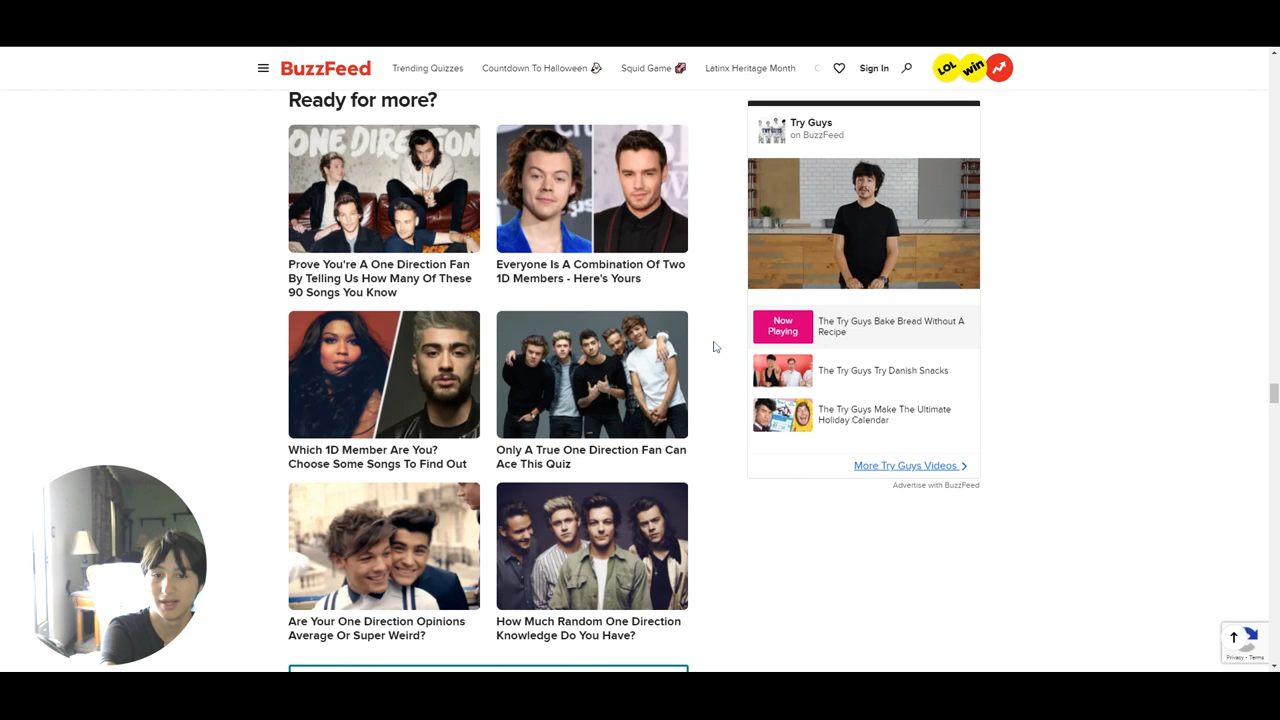 BuzzFeed
Trending Quizzes
Countdown To Halloween
Squid Game
Latinx Heritage Month
Sign In
LOL
win
Ready for more?
ONE DIRECTION
Prove You're A One Direction Fan
By Telling Us How Many Of These
90 Songs You Know
Everyone Is A Combination Of Two
1D Members - Here's Yours
Which 1D Member Are You?
Choose Some Songs To Find Out
Only A True One Direction Fan Can
Ace This Quiz
Are Your One Direction Opinions
Average Or Super Weird?
How Much Random One Direction
Knowledge Do You Have?
Try Guys
on BuzzFeed
Now
Playing
The Try Guys Bake Bread Without A
Recipe
The Try Guys Try Danish Snacks
The Try Guys Make The Ultimate
Holiday Calendar
More Try Guys Videos
Advertise with BuzzFeed
Privacy - Terms